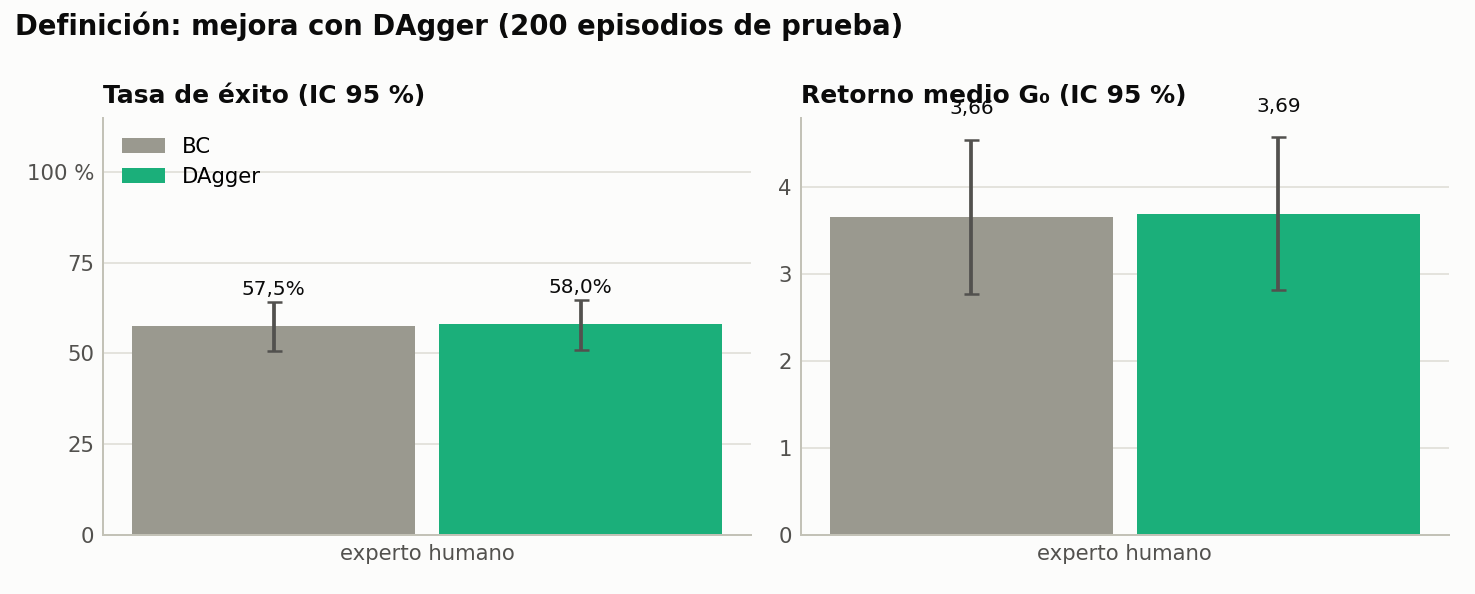 Definición: mejora con DAgger (200 episodios de prueba)
Tasa de éxito (IC 95 %)
BC
DAgger
100 %
75
50
25
0
57,5%
58,0%
experto humano
Retorno medio G₀ (IC 95 %)
3,66
3,69
4
3
2
1
0
experto humano